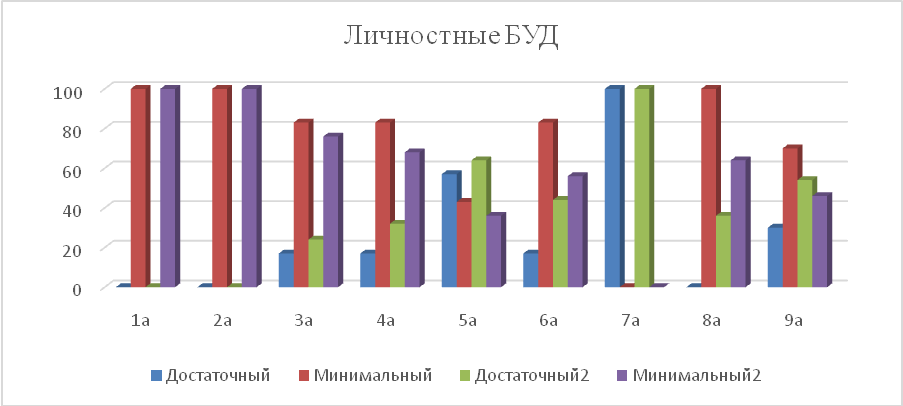 Личностные БУД
100
80
60
40
20
0
1а 2а 3а 4а 5а 6а 7а 8а 9а
Достаточный Минимальный Достаточный2 Минимальный2